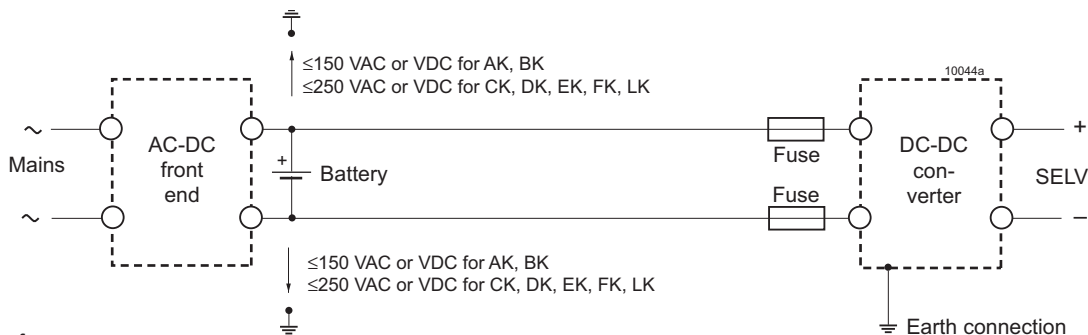 ≤150 VAC or VDC for AK, BK
≤250 VAC or VDC for CK, DK, EK, FK, LK
10044a
~
+
Mains
AC-DC
front
end
+
Battery
Fuse
Fuse
DC-DC
con-
verter
SELV
~
–
≤150 VAC or VDC for AK, BK
≤250 VAC or VDC for CK, DK, EK, FK, LK
Earth connection